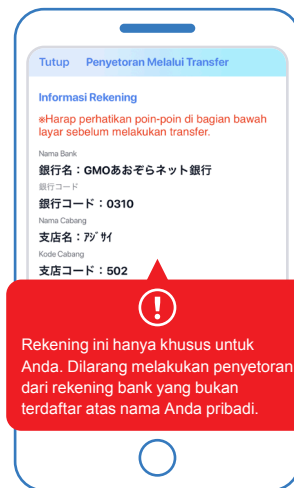 Tutup Penyetoran Melalui Transfer
Informasi Rekening
※Harap perhatikan poin-poin di bagian bawah
layar sebelum melakukan transfer.
Nama Bank
銀行名：GMOあおぞらネット銀行
銀行コード
銀行コード：0310
Nama Cabang
支店名：ｱｼﾞｻｲ
Kode Cabang
支店コード：502
!
Rekening ini hanya khusus untuk
Anda. Dilarang melakukan penyetoran
dari rekening bank yang bukan
terdaftar atas nama Anda pribadi.